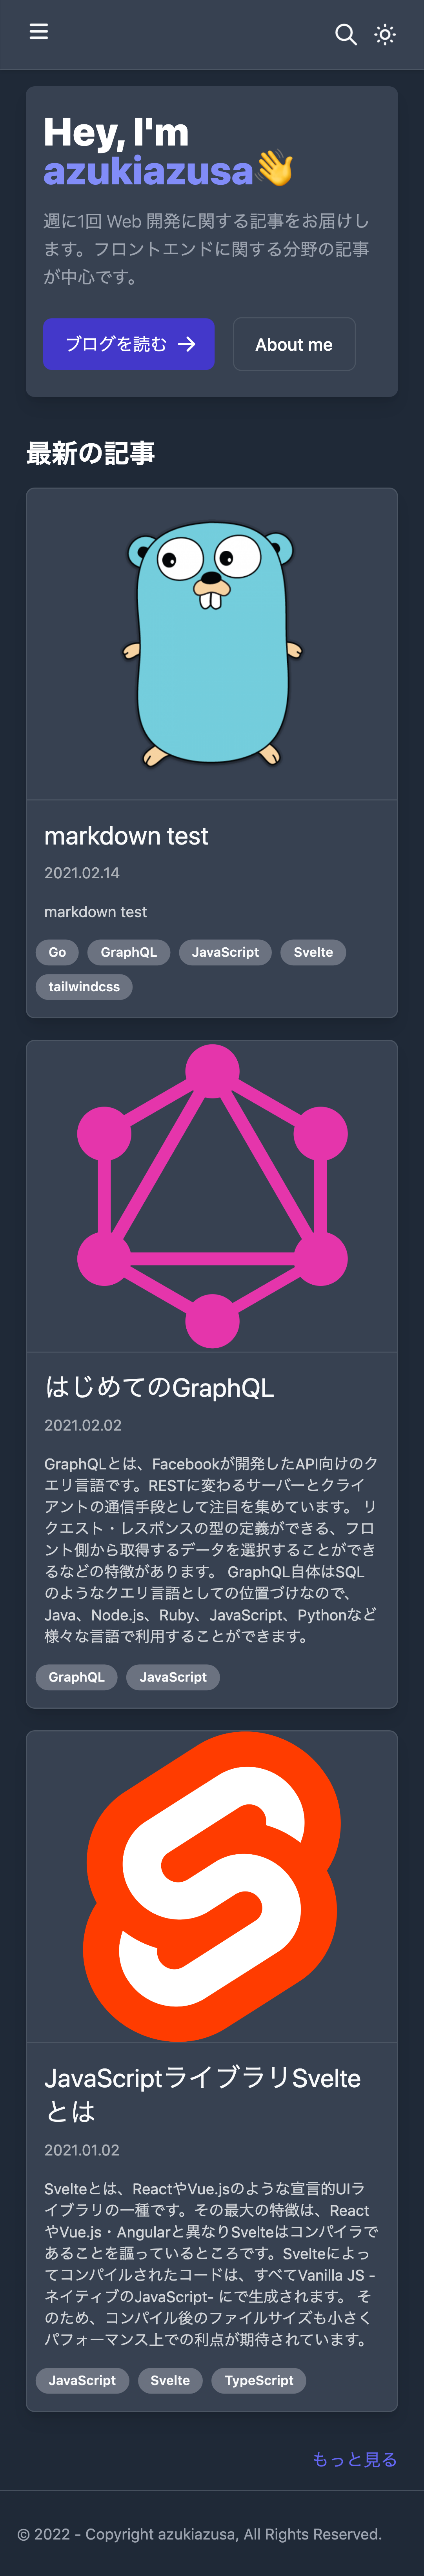 Hey, I'm
azukiazusa👋
週に1回 Web 開発に関する記事をお届けし
ます。フロントエンドに関する分野の記事
が中心です。
ブログを読む →
About me
最新の記事
markdown test
2021.02.14
markdown test
Go GraphQL JavaScript Svelte
tailwindcss
はじめてのGraphQL
2021.02.02
GraphQLとは、Facebookが開発したAPI向けのク
エリ言語です。RESTに変わるサーバーとクライ
アントの通信手段として注目を集めています。 リ
クエスト・レスポンスの型の定義ができる、フロ
ント側から取得するデータを選択することができ
るなどの特徴があります。 GraphQL自体はSQL
のようなクエリ言語としての位置づけなので、
Java、Node.js、Ruby、JavaScript、Pythonなど
様々な言語で利用することができます。
GraphQL JavaScript
JavaScriptライブラリSvelte
とは
2021.01.02
Svelteとは、ReactやVue.jsのような宣言的UIラ
イブラリの一種です。その最大の特徴は、React
やVue.js・Angularと異なりSvelteはコンパイラで
あることを謳っているところです。Svelteによっ
てコンパイルされたコードは、すべてVanilla JS -
ネイティブのJavaScript- にで生成されます。 そ
のため、コンパイル後のファイルサイズも小さく
パフォーマンス上での利点が期待されています。
JavaScript Svelte TypeScript
もっと見る
© 2022 - Copyright azukiazusa, All Rights Reserved.